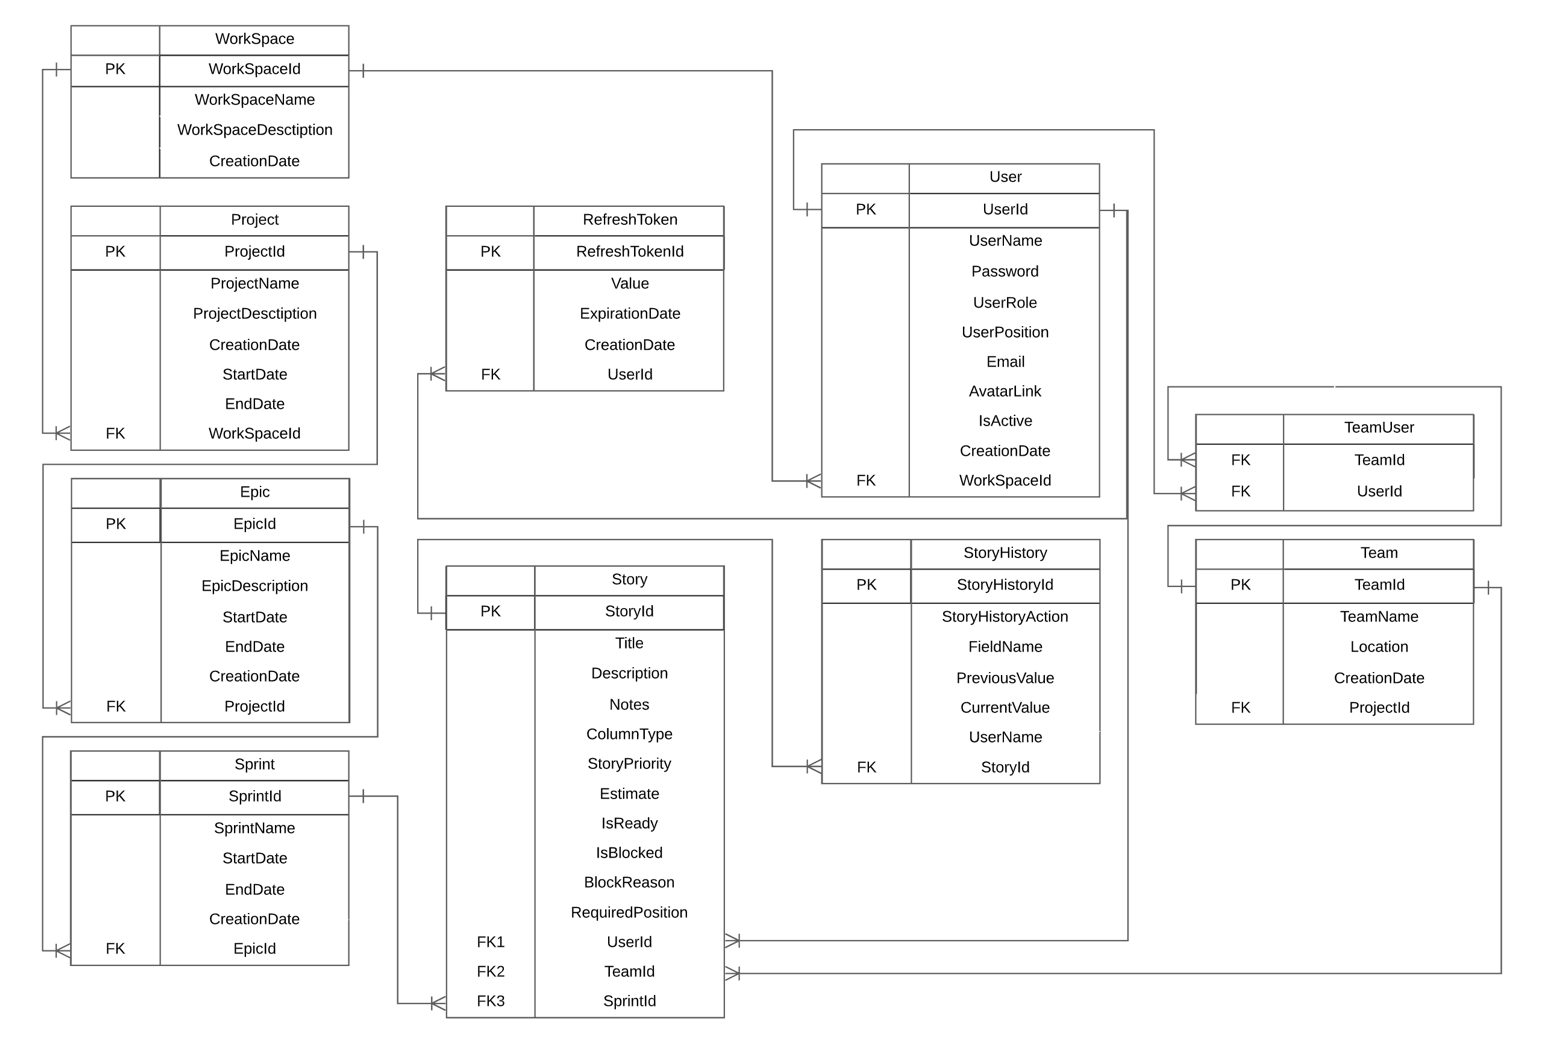 WorkSpace
PK WorkSpaceId
WorkSpaceName
WorkSpaceDesctiption
CreationDate
Project
PK ProjectId
ProjectName
ProjectDesctiption
CreationDate
StartDate
EndDate
FK WorkSpaceId
Epic
PK EpicId
EpicName
EpicDescription
StartDate
EndDate
CreationDate
FK ProjectId
Sprint
PK SprintId
SprintName
StartDate
EndDate
CreationDate
FK EpicId
RefreshToken
PK RefreshTokenId
Value
ExpirationDate
CreationDate
FK UserId
Story
PK StoryId
Title
Description
Notes
ColumnType
StoryPriority
Estimate
IsReady
IsBlocked
BlockReason
RequiredPosition
FK1 UserId
FK2 TeamId
FK3 SprintId
User
PK UserId
UserName
Password
UserRole
UserPosition
Email
AvatarLink
IsActive
CreationDate
FK WorkSpaceId
StoryHistory
PK StoryHistoryId
StoryHistoryAction
FieldName
PreviousValue
CurrentValue
UserName
FK StoryId
TeamUser
FK TeamId
FK UserId
Team
PK TeamId
TeamName
Location
CreationDate
FK ProjectId